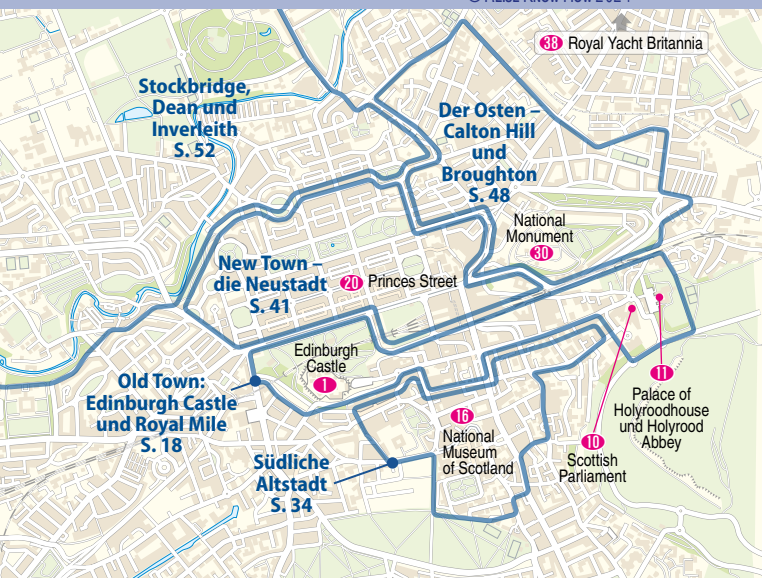 38 Royal Yacht Britannia
Stockbridge,
Dean und
Inverleith
S. 52
Der Osten –
Calton Hill
und
Broughton
S. 48
National
Monument
30
New Town –
die Neustadt
S. 41
20 Princes Street
Edinburgh
Castle
1
Old Town:
Edinburgh Castle
und Royal Mile
S. 18
11
Palace of
Holyroodhouse
und Holyrood
Abbey
16
National
Museum
of Scotland
10
Scottish
Parliament
Südliche
Altstadt
S. 34